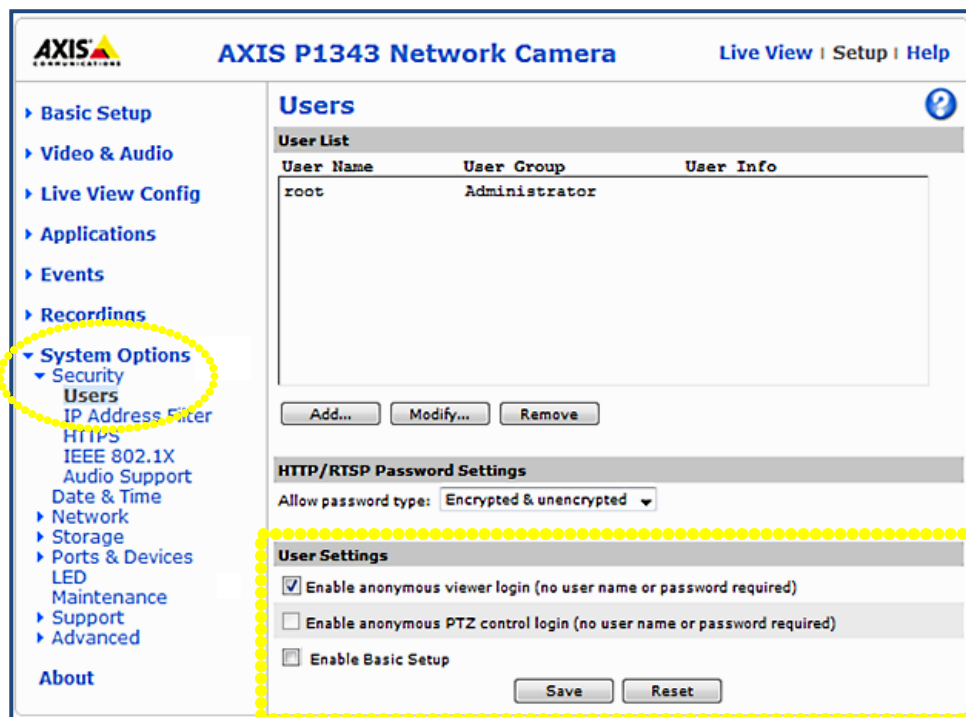 AXIS
COMMUNICATIONS
AXIS P1343 Network Camera
Live View | Setup | Help
Basic Setup
Video & Audio
Live View Config
Applications
Events
Recordings
System Options
Security
Users
IP Address Filter
HTTPS
IEEE 802.1X
Audio Support
Date & Time
Network
Storage
Ports & Devices
LED
Maintenance
Support
Advanced
About
Users
?
User List
User Name User Group User Info
root Administrator
Add... Modify... Remove
HTTP/RTSP Password Settings
Allow password type: Encrypted & unencrypted
User Settings
Enable anonymous viewer login (no user name or password required)
Enable anonymous PTZ control login (no user name or password required)
Enable Basic Setup
Save Reset